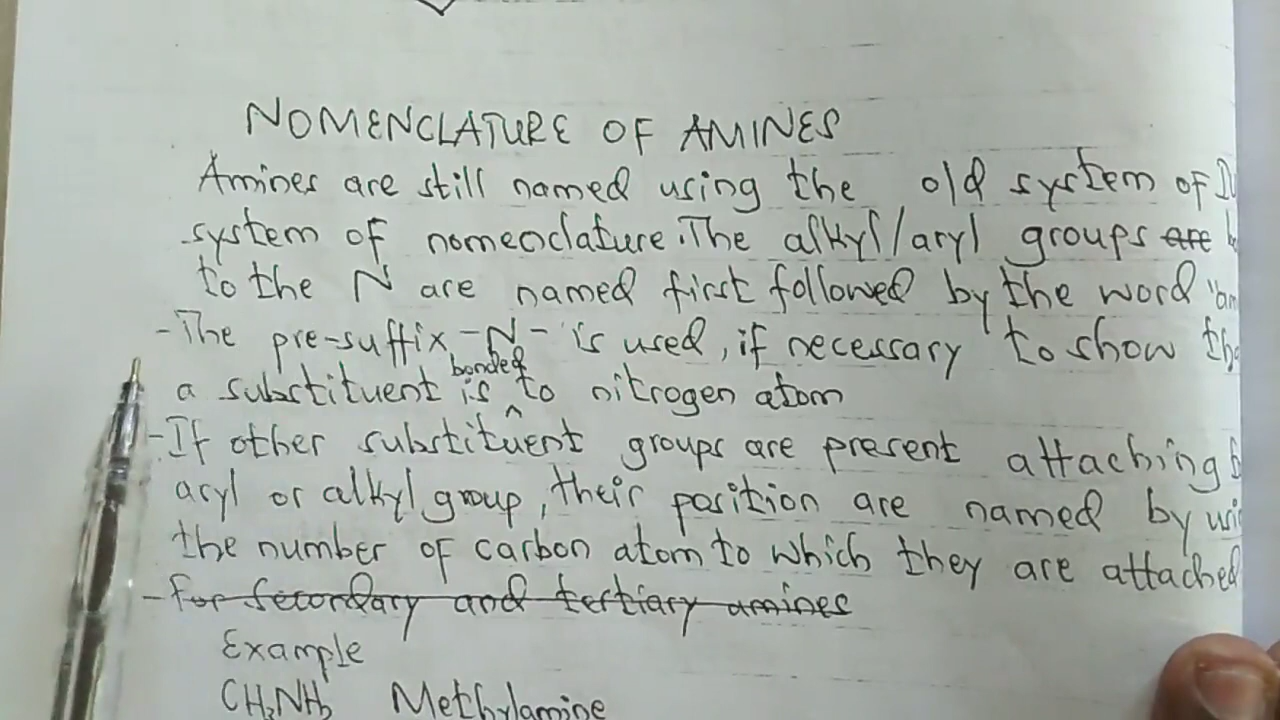 NOMENCLATURE OF AMINES
Amines are still named using the old system of
system of nomenclature. The alkyl/aryl groups are
to the N are named first followed by the word "am
- The pre-suffix -N- is used, if necessary to show the
a substituent is bonded to nitrogen atom
- If other substituent groups are present attaching
aryl or alkyl group, their position are named by usi
the number of carbon atom to which they are attached
- For secondary and tertiary amines
Example
CH3NH2 Methylamine